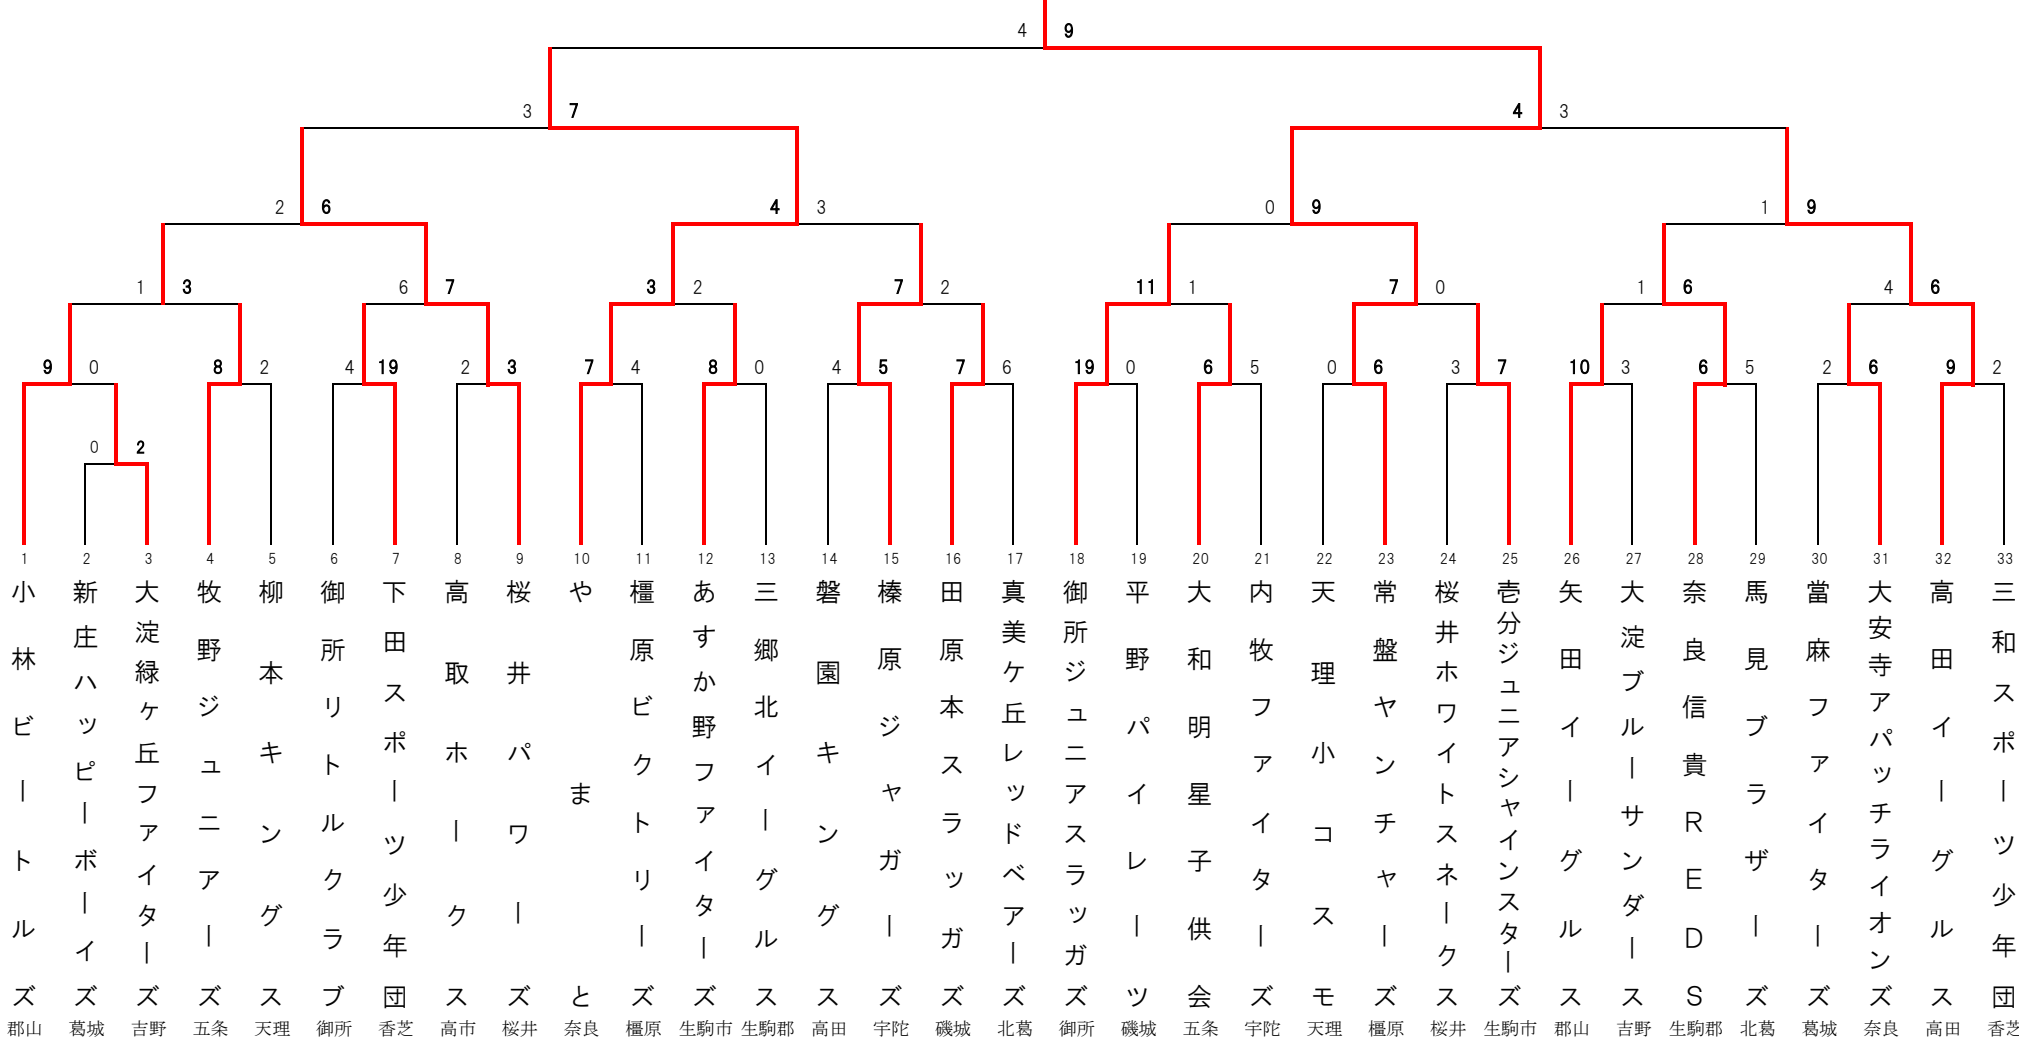 4 9
3 7 4 3
2 6 4 3 0 9 1 9
1 3 6 7 3 2 7 2 11 1 7 0 1 6 4 6
9 0 8 2 4 19 2 3 7 4 8 0 4 5 7 6 19 0 6 5 0 6 3 7 10 3 6 5 2 6 9 2
0 2
1 小林ビートルズ 郡山
2 新庄ハッピーボーイズ 葛城
3 大淀緑ヶ丘ファイターズ 吉野
4 牧野ジュニアーズ 五条
5 柳本キングス 天理
6 御所リトルクラブ 御所
7 下田スポーツ少年団 香芝
8 高取ホークス 高市
9 桜井パワーズ 桜井
10 やまと 奈良
11 橿原ビクトリーズ 橿原
12 あすか野ファイターズ 生駒市
13 三郷北イーグルス 生駒郡
14 磐園キングス 高田
15 榛原ジャガーズ 宇陀
16 田原本スラッガズ 磯城
17 真美ケ丘レッドベアーズ 北葛
18 御所ジュニアスラッガズ 御所
19 平野パイレーツ 磯城
20 大和明星子供会 五条
21 内牧ファイターズ 宇陀
22 天理小コスモ 天理
23 常盤ヤンチャーズ 橿原
24 桜井ホワイトスネークス 桜井
25 壱分ジュニアシャインスターズ 生駒市
26 矢田イーグルス 郡山
27 大淀ブルーサンダース 吉野
28 奈良信貴REDS 生駒郡
29 馬見ブラザーズ 北葛
30 當麻ファイターズ 葛城
31 大安寺アパッチライオンズ 奈良
32 高田イーグルス 高田
33 三和スポーツ少年団 香芝